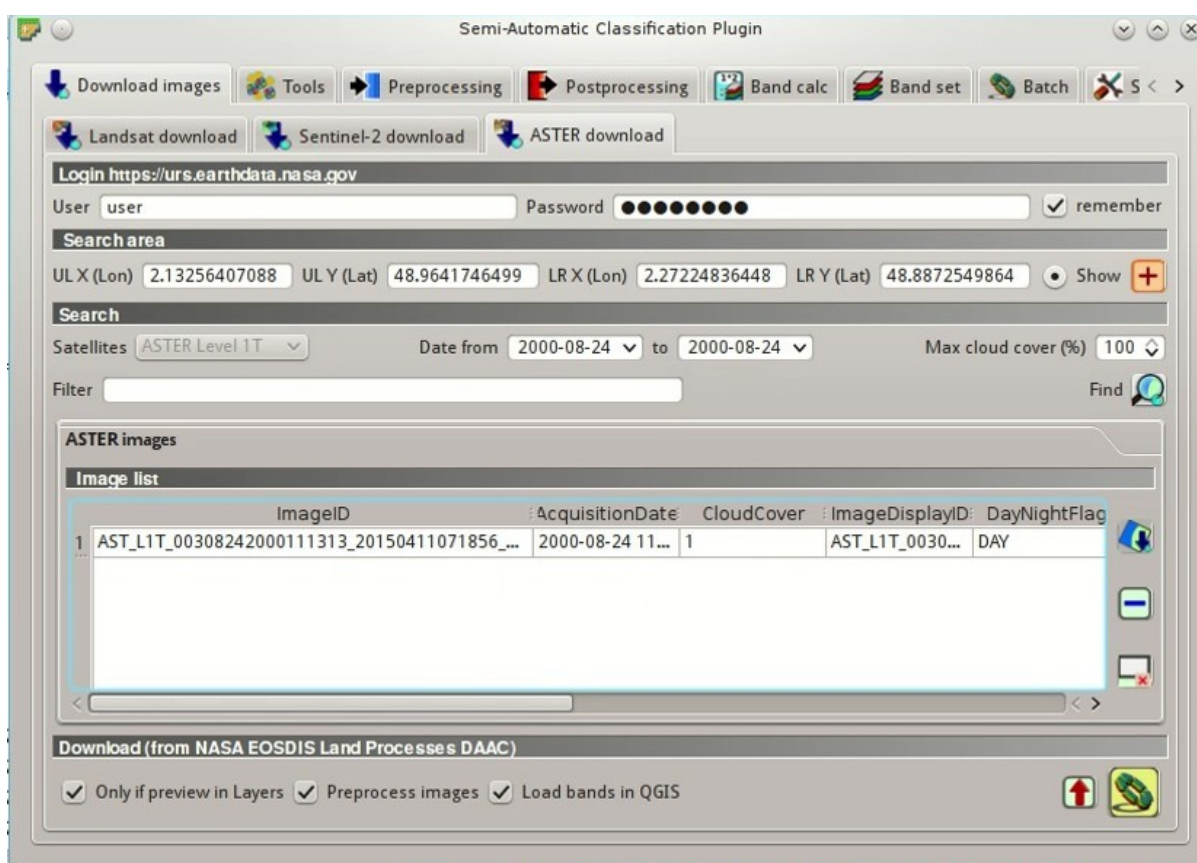 Semi-Automatic Classification Plugin
Download images Tools Preprocessing Postprocessing Band calc Band set Batch S
Landsat download Sentinel-2 download ASTER download
Login https://urs.earthdata.nasa.gov
User user Password ●●●●●●●● remember
Search area
UL X (Lon) 2.13256407088 UL Y (Lat) 48.9641746499 LR X (Lon) 2.27224836448 LR Y (Lat) 48.8872549864 Show
Search
Satellites ASTER Level 1T Date from 2000-08-24 to 2000-08-24 Max cloud cover (%) 100
Filter Find
ASTER images
Image list
ImageID AcquisitionDate CloudCover ImageDisplayID DayNightFlag
1 AST_L1T_00308242000111313_20150411071856_... 2000-08-24 11... 1 AST_L1T_0030... DAY
Download (from NASA EOSDIS Land Processes DAAC)
Only if preview in Layers Preprocess images Load bands in QGIS